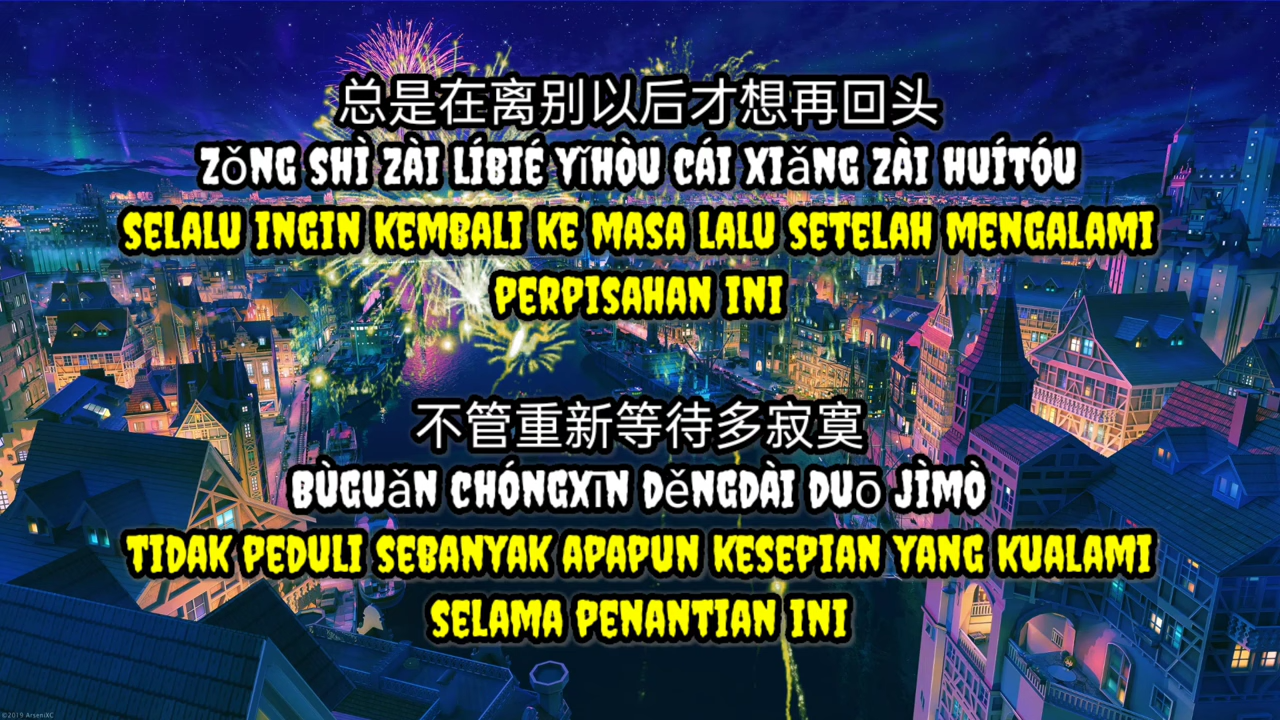 总是在离别以后才想再回头
ZǒNG SHÌ ZÀI LÍBIÉ YǐHÒU CÁI XIǎNG ZÀI HUÍTÓU
SELALU INGIN KEMBALI KE MASA LALU SETELAH MENGALAMI
PERPISAHAN INI
不管重新等待多寂寞
BÙGUǎN CHÓNGXīN DěNGDÀI DUō JÌMÒ
TIDAK PEDULI SEBANYAK APAPUN KESEPIAN YANG KUALAMI
SELAMA PENANTIAN INI
©2019 ArseniXC